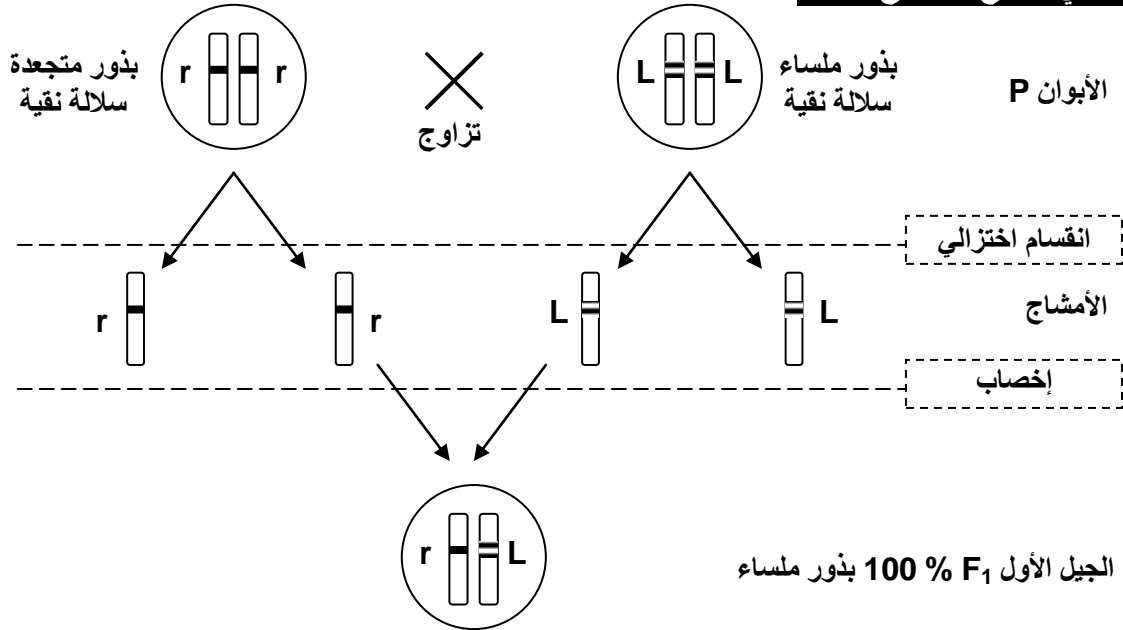 الأبوان P
بذور ملساء
سلالة نقية
L L
تزاوج
r r
بذور متجعدة
سلالة نقية
انقسام اختزالي
الأمشاج
L
L
r
r
إخصاب
الجيل الأول F₁ % 100 بذور ملساء
r L